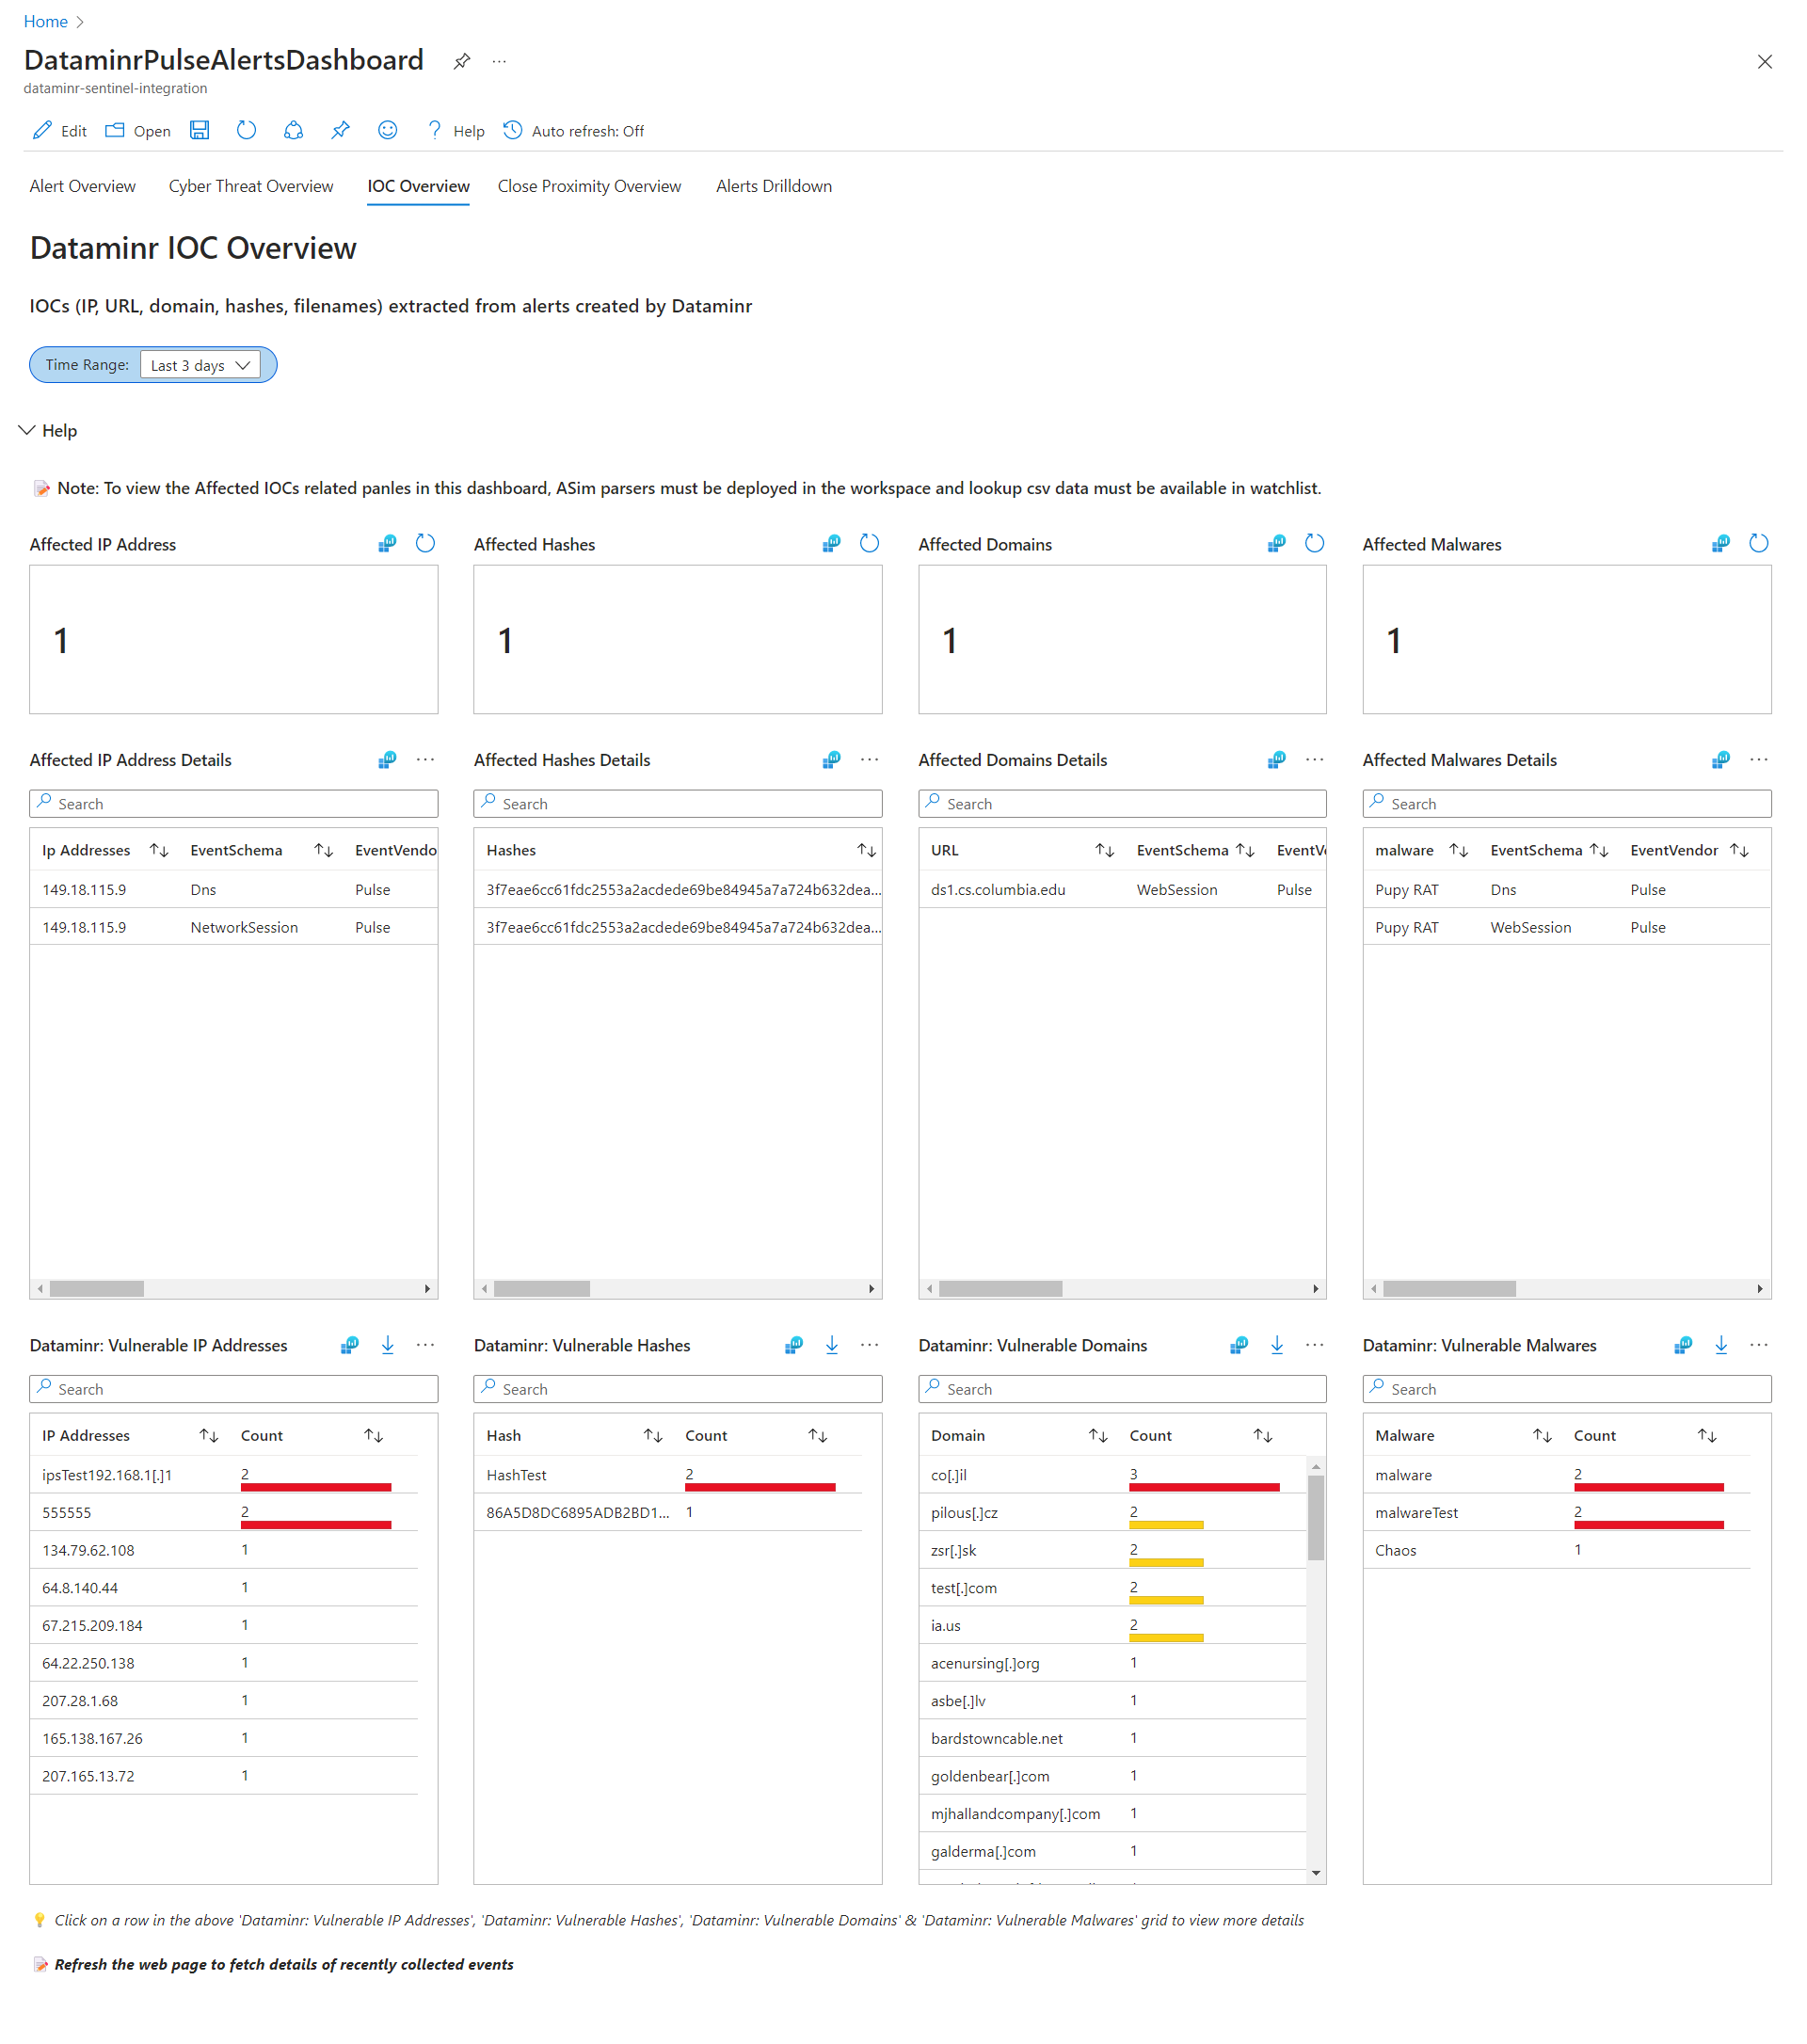 Home
DataminrPulseAlertsDashboard
dataminr-sentinel-integration
Edit Open Help Auto refresh: Off
Alert Overview Cyber Threat Overview IOC Overview Close Proximity Overview Alerts Drilldown
Dataminr IOC Overview
IOCs (IP, URL, domain, hashes, filenames) extracted from alerts created by Dataminr
Time Range: Last 3 days
Help
Note: To view the Affected IOCs related panles in this dashboard, ASim parsers must be deployed in the workspace and lookup csv data must be available in watchlist.
Affected IP Address Affected Hashes Affected Domains Affected Malwares
1 1 1 1
Affected IP Address Details
Search
Ip Addresses EventSchema EventVendo
149.18.115.9 Dns Pulse
149.18.115.9 NetworkSession Pulse
Affected Hashes Details
Search
Hashes
3f7eae6cc61fdc2553a2acdede69be84945a7a724b632dea...
3f7eae6cc61fdc2553a2acdede69be84945a7a724b632dea...
Affected Domains Details
Search
URL EventSchema EventV
ds1.cs.columbia.edu WebSession Pulse
Affected Malwares Details
Search
malware EventSchema EventVendor
Pupy RAT Dns Pulse
Pupy RAT WebSession Pulse
Dataminr: Vulnerable IP Addresses
Search
IP Addresses Count
ipsTest192.168.1[.]1 2
555555 2
134.79.62.108 1
64.8.140.44 1
67.215.209.184 1
64.22.250.138 1
207.28.1.68 1
165.138.167.26 1
207.165.13.72 1
Dataminr: Vulnerable Hashes
Search
Hash Count
HashTest 2
86A5D8DC6895ADB2BD1... 1
Dataminr: Vulnerable Domains
Search
Domain Count
co[.]il 3
pilous[.]cz 2
zsr[.]sk 2
test[.]com 2
ia.us 2
acenursing[.]org 1
asbe[.]lv 1
bardstowncable.net 1
goldenbear[.]com 1
mjhallandcompany[.]com 1
galderma[.]com 1
Dataminr: Vulnerable Malwares
Search
Malware Count
malware 2
malwareTest 2
Chaos 1
Click on a row in the above 'Dataminr: Vulnerable IP Addresses', 'Dataminr: Vulnerable Hashes', 'Dataminr: Vulnerable Domains' & 'Dataminr: Vulnerable Malwares' grid to view more details
Refresh the web page to fetch details of recently collected events